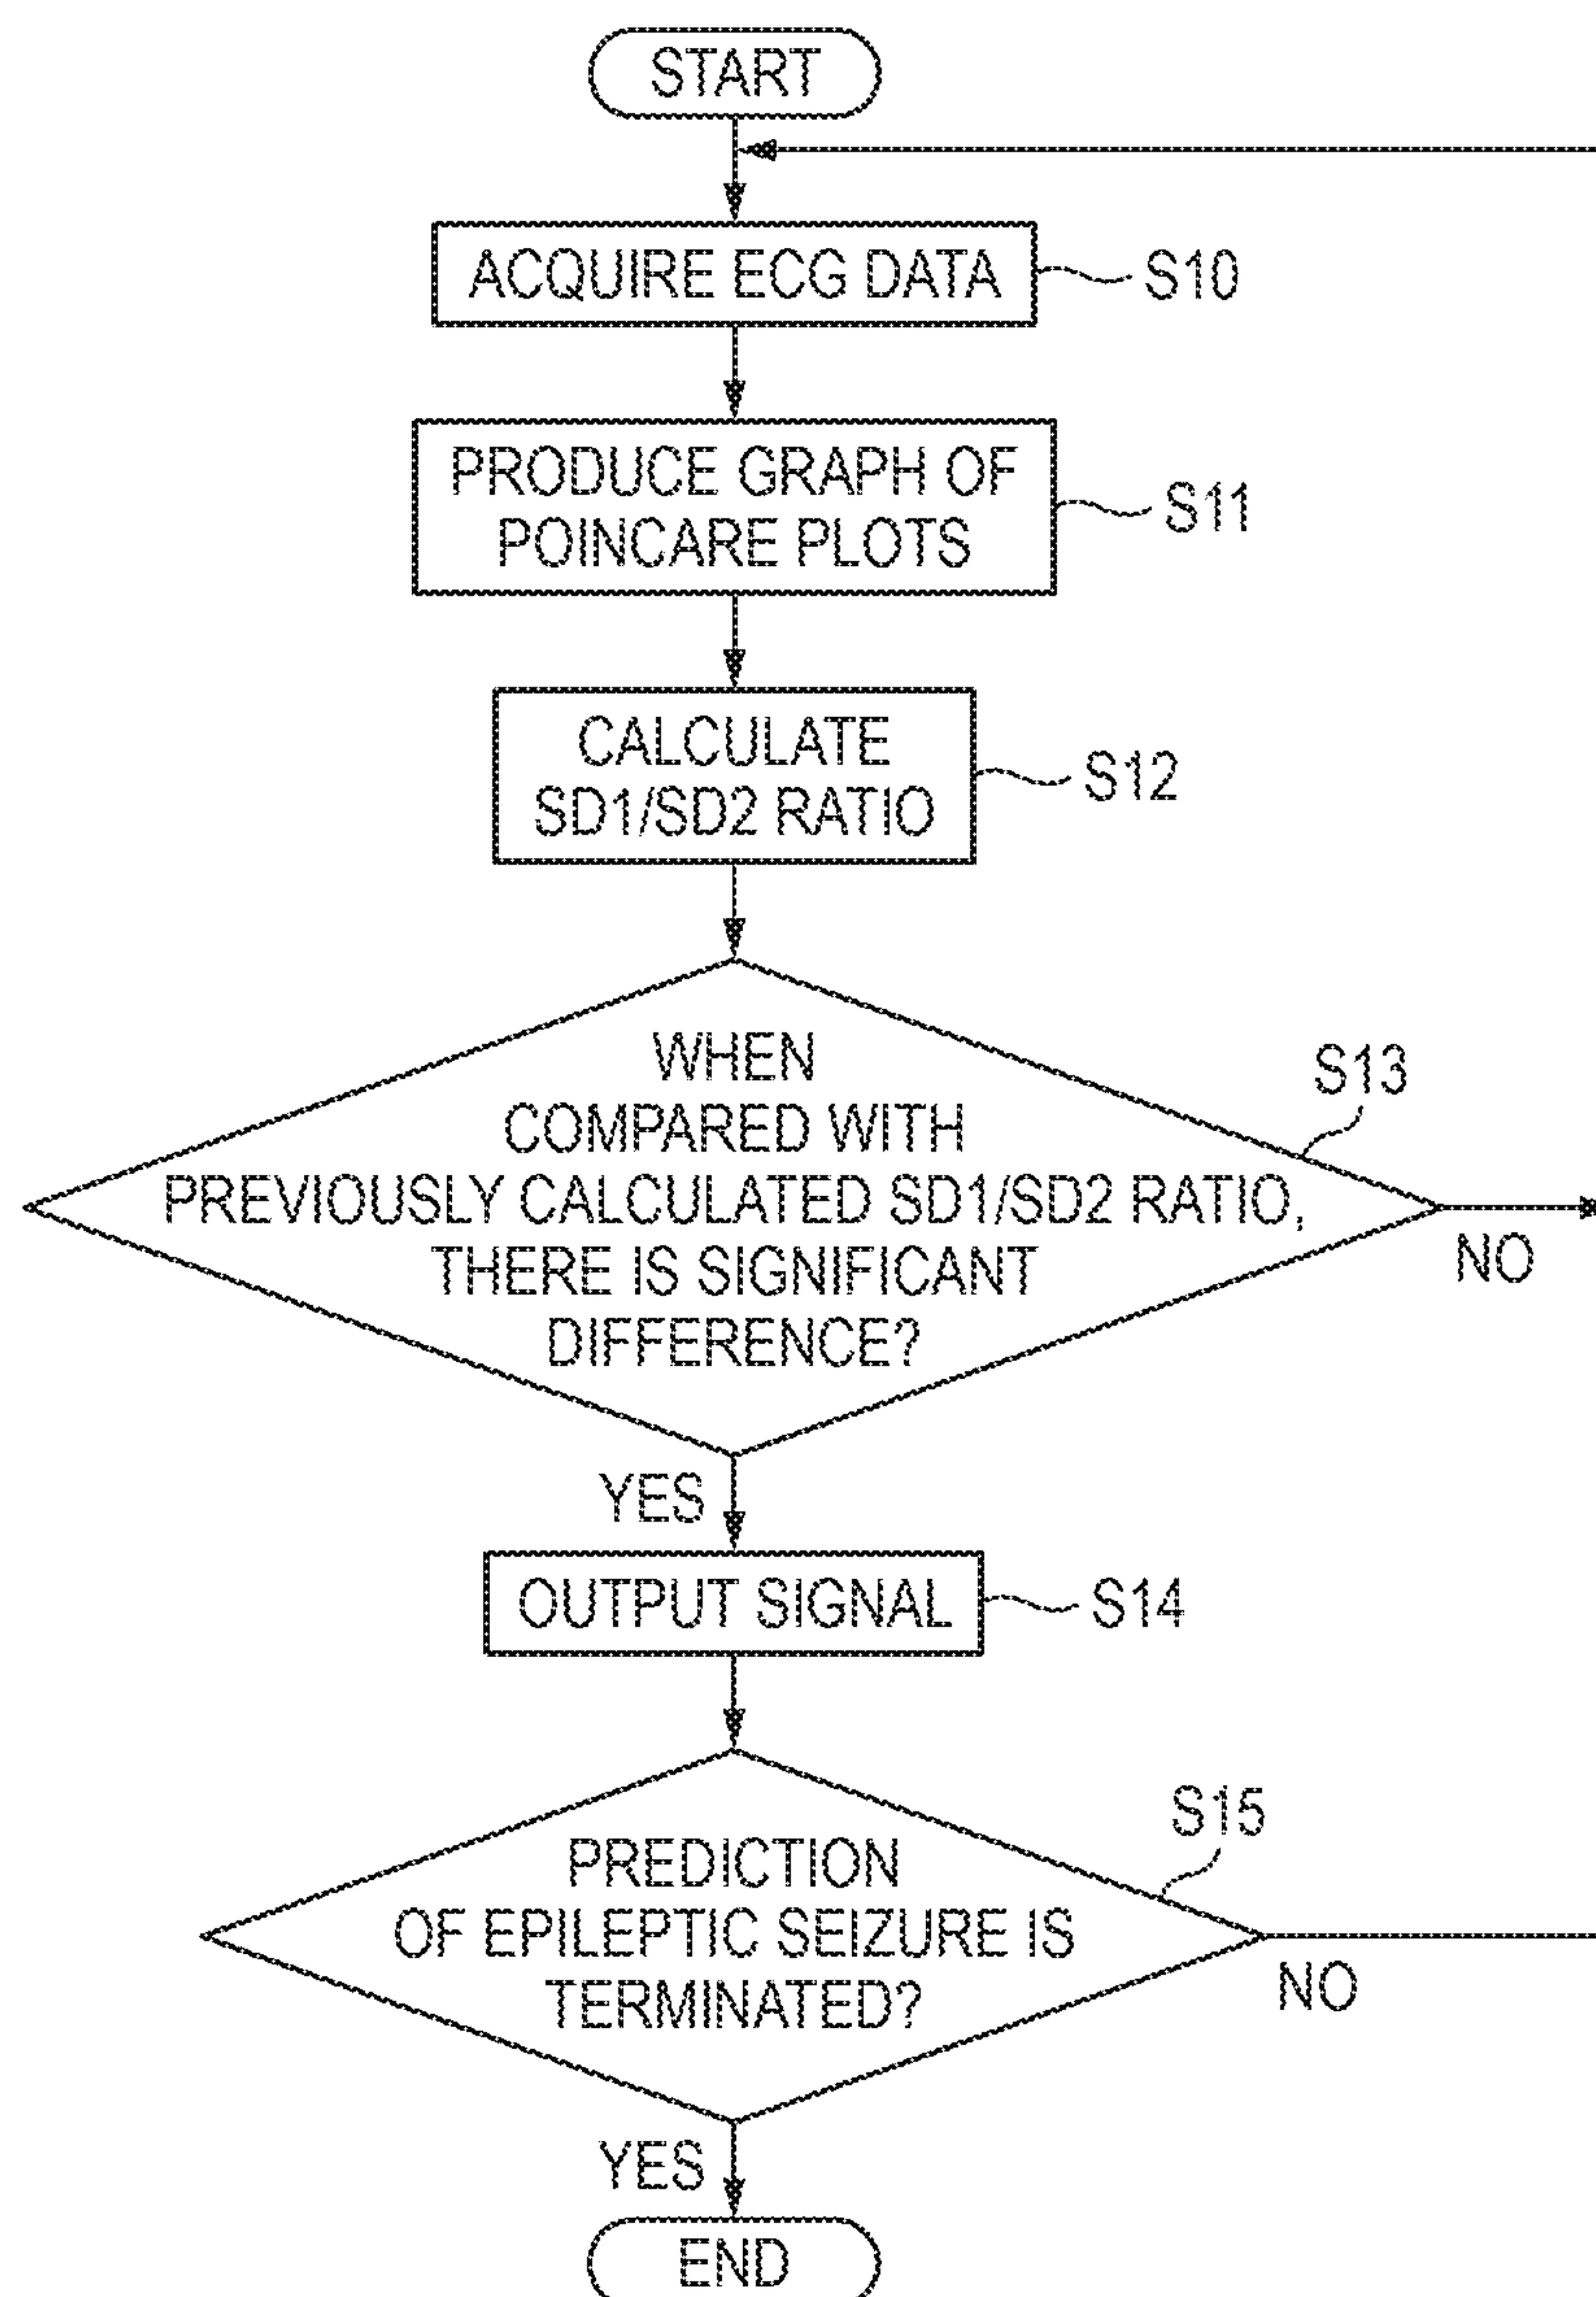 START
ACQUIRE ECG DATA
S10
PRODUCE GRAPH OF
POINCARE PLOTS
S11
CALCULATE
SD1/SD2 RATIO
S12
WHEN
COMPARED WITH
PREVIOUSLY CALCULATED SD1/SD2 RATIO,
THERE IS SIGNIFICANT
DIFFERENCE?
S13
NO
YES
OUTPUT SIGNAL
S14
PREDICTION
OF EPILEPTIC SEIZURE IS
TERMINATED?
S15
NO
YES
END